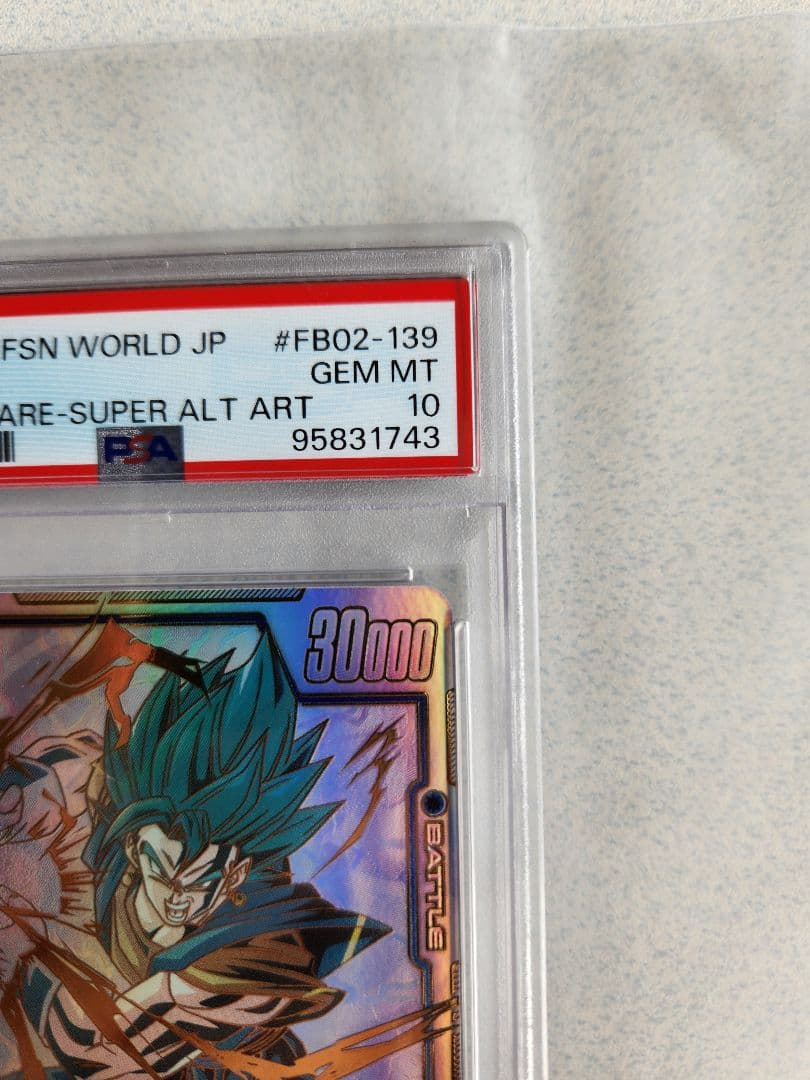 FSN WORLD JP #FB02-139
GEM MT
ARE-SUPER ALT ART 10
PSA 95831743
30000
BATTLE